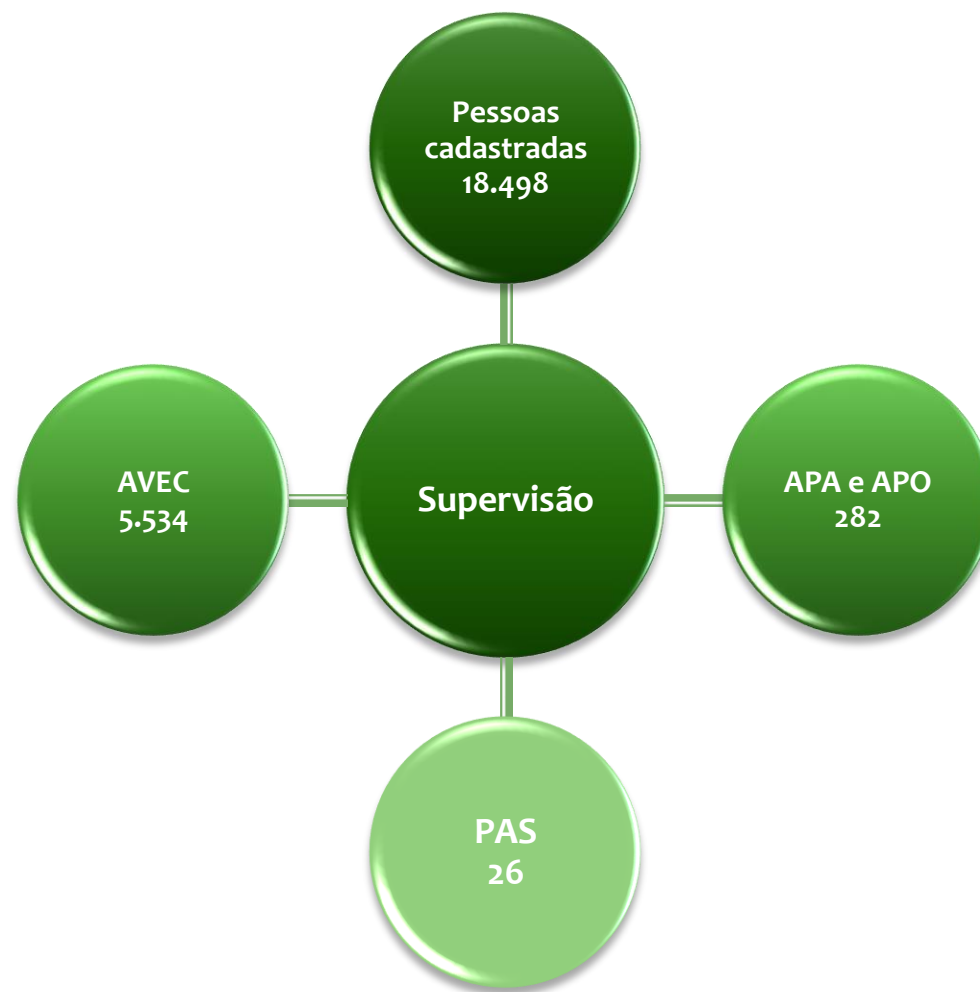 Pessoas
cadastradas
18.498
AVEC
5.534
Supervisão
APA e APO
282
PAS
26